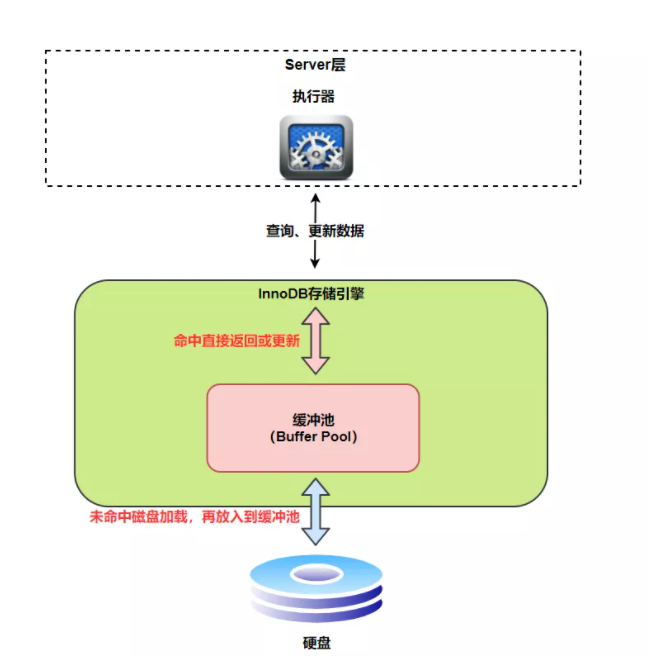 Server层
执行器
查询、更新数据
InnoDB存储引擎
命中直接返回或更新
缓冲池
（Buffer Pool）
未命中磁盘加载，再放入到缓冲池
硬盘